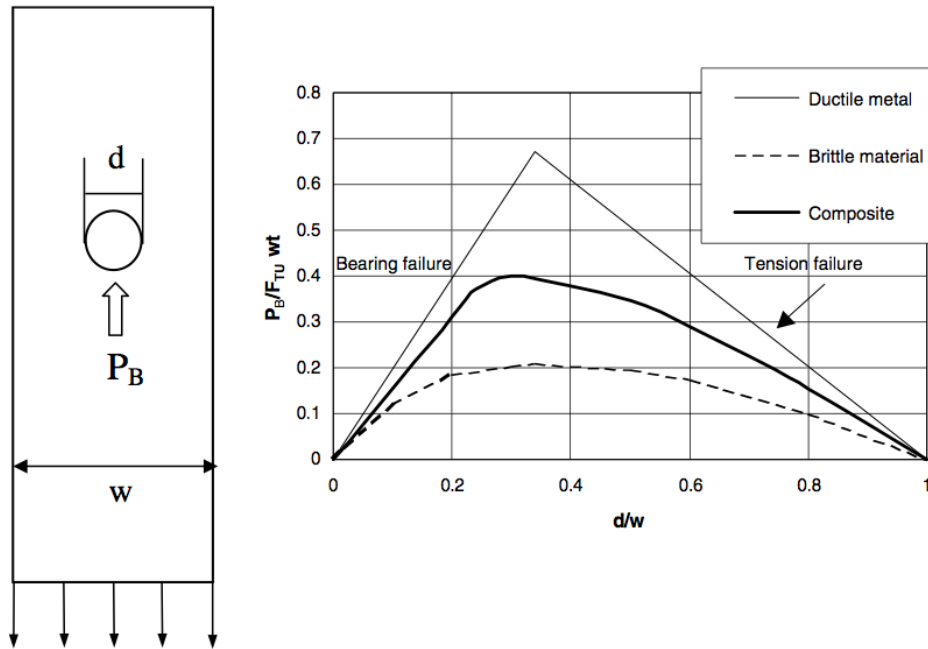 d
P_B
w
P_B/F_TU wt
0.8
0.7
0.6
0.5
0.4
0.3
0.2
0.1
0
0
0.2
0.4
0.6
0.8
1
d/w
Bearing failure
Tension failure
Ductile metal
Brittle material
Composite